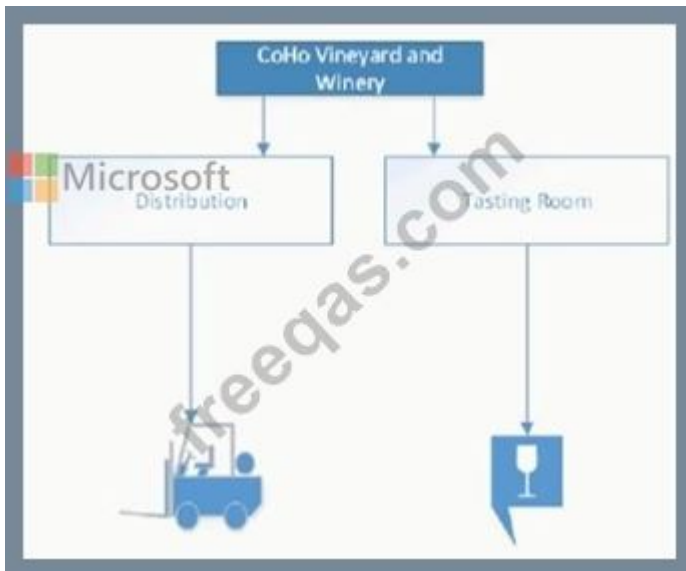 CoHo Vineyard and
Winery
Microsoft
Distribution
Tasting Room
freeqas.com